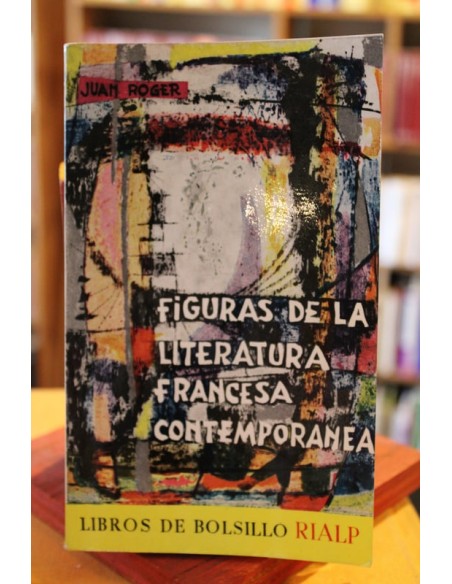 JUAN ROGER
FiGURAS DE LA
LITERATURA
FRANCESA
CONTEMPORANEA
LIBROS DE BOLSILLO RIALP